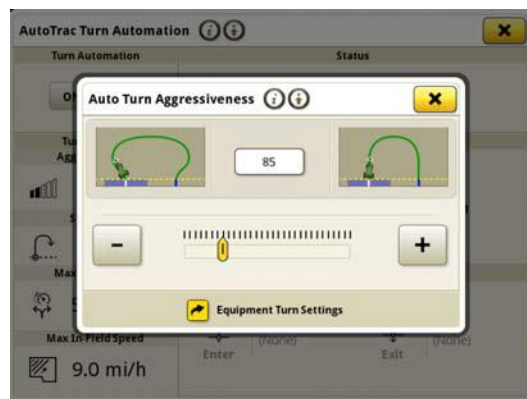 AutoTrac Turn Automation
Turn Automation
Status
Auto Turn Aggressiveness
85
Equipment Turn Settings
Max In-Field Speed
(None)
(None)
Enter
Exit
9.0 mi/h